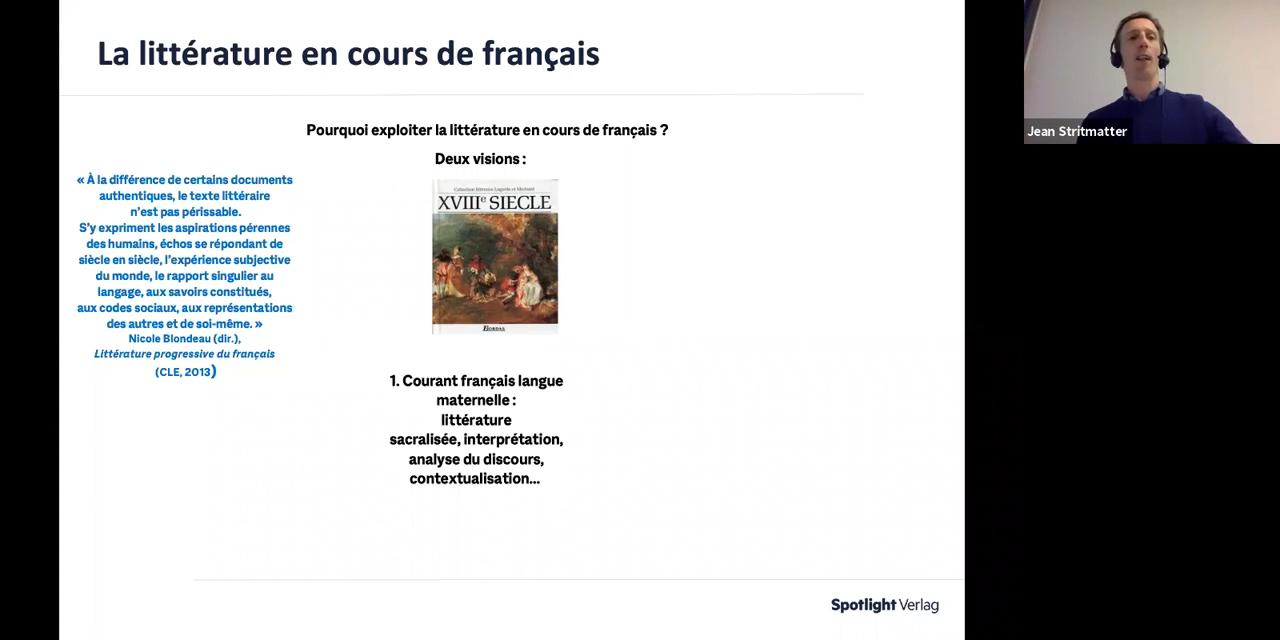 La littérature en cours de français
Pourquoi exploiter la littérature en cours de français ?
Deux visions :
« À la différence de certains documents
authentiques, le texte littéraire
n'est pas périssable.
S'y expriment les aspirations pérennes
des humains, échos se répondant de
siècle en siècle, l'expérience subjective
du monde, le rapport singulier au
langage, aux savoirs constitués,
aux codes sociaux, aux représentations
des autres et de soi-même. »
Nicole Blondeau (dir.),
Littérature progressive du français
(CLE, 2013)
Collection littéraire Lagarde et Michard
XVIIIe SIECLE
Bordas
1. Courant français langue
maternelle :
littérature
sacralisée, interprétation,
analyse du discours,
contextualisation...
Spotlight Verlag
Jean Stritmatter